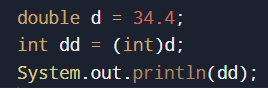 double d = 34.4;
int dd = (int)d;
System.out.println(dd);